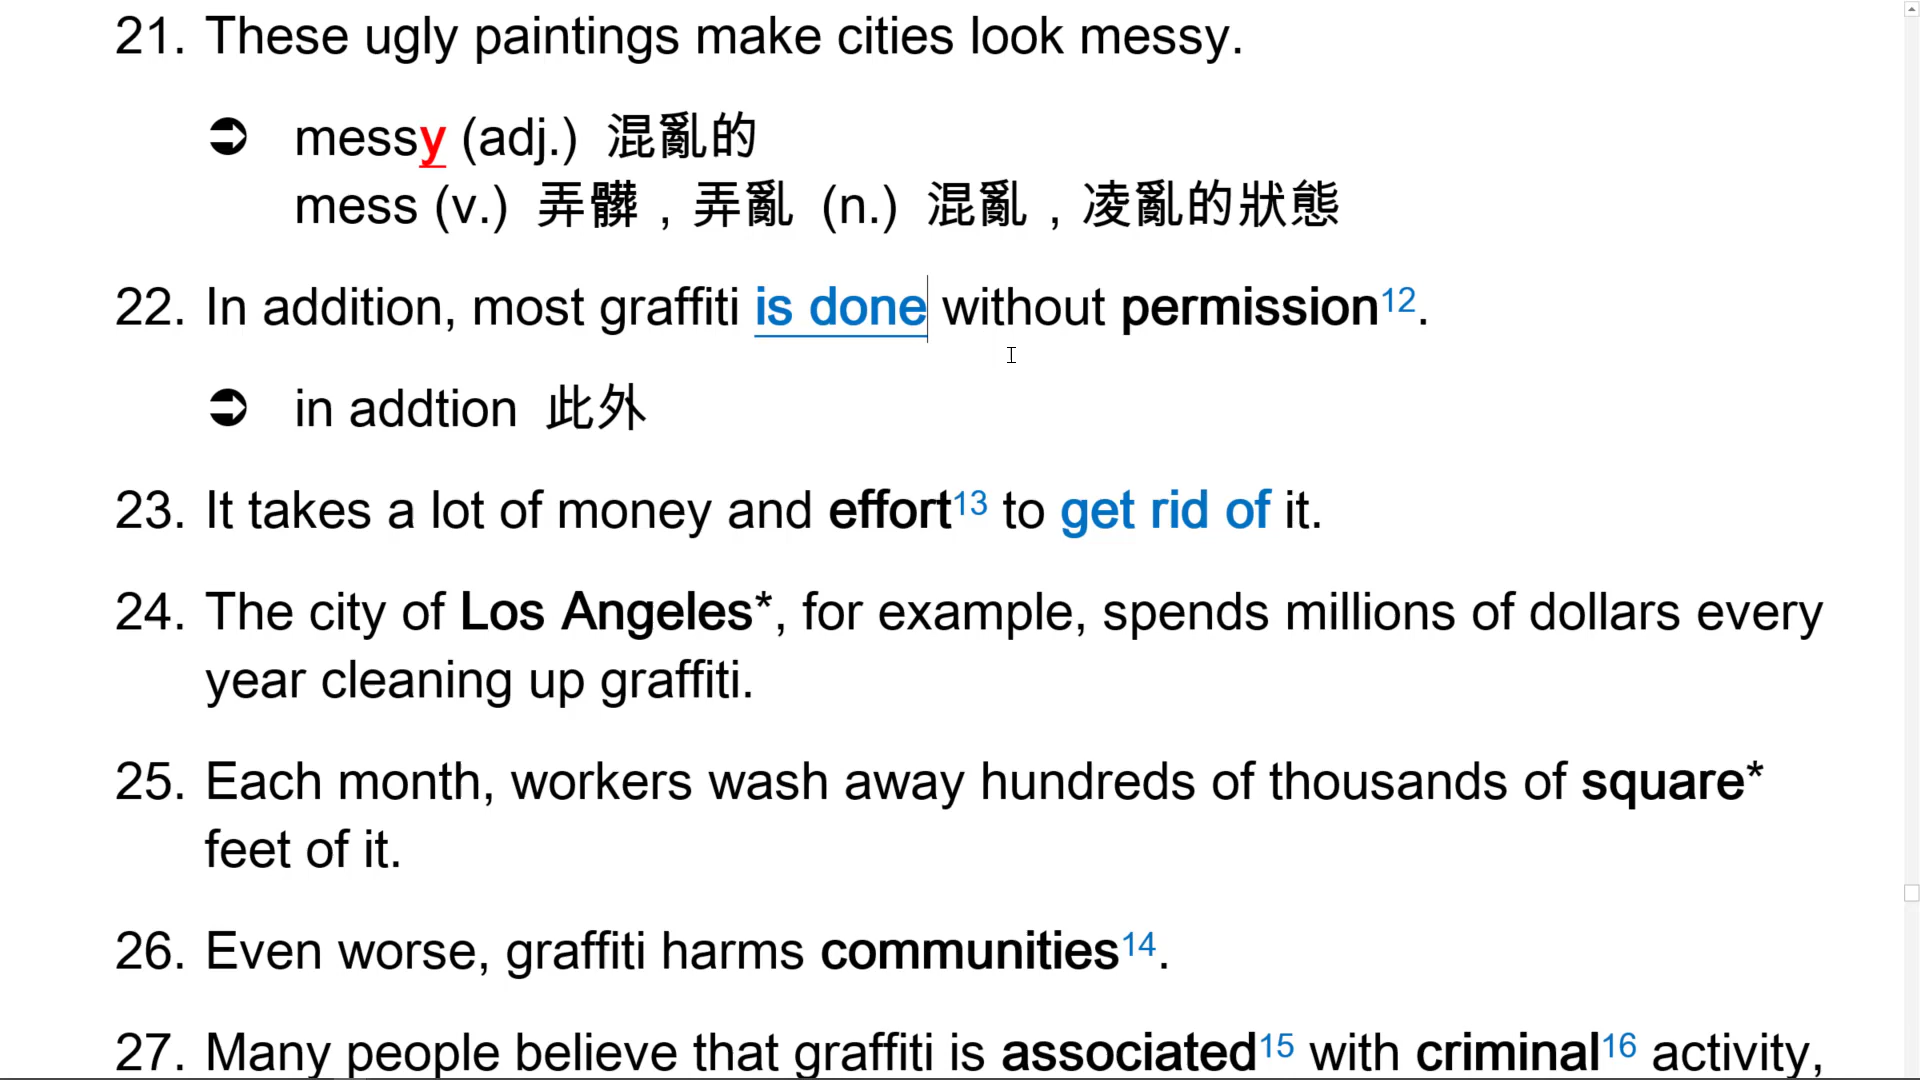 21. These ugly paintings make cities look messy.
➲ messy (adj.) 混亂的
mess (v.) 弄髒，弄亂 (n.) 混亂，凌亂的狀態
22. In addition, most graffiti is done without permission12.
➲ in addtion 此外
23. It takes a lot of money and effort13 to get rid of it.
24. The city of Los Angeles*, for example, spends millions of dollars every
year cleaning up graffiti.
25. Each month, workers wash away hundreds of thousands of square*
feet of it.
26. Even worse, graffiti harms communities14.
27. Many people believe that graffiti is associated15 with criminal16 activity,